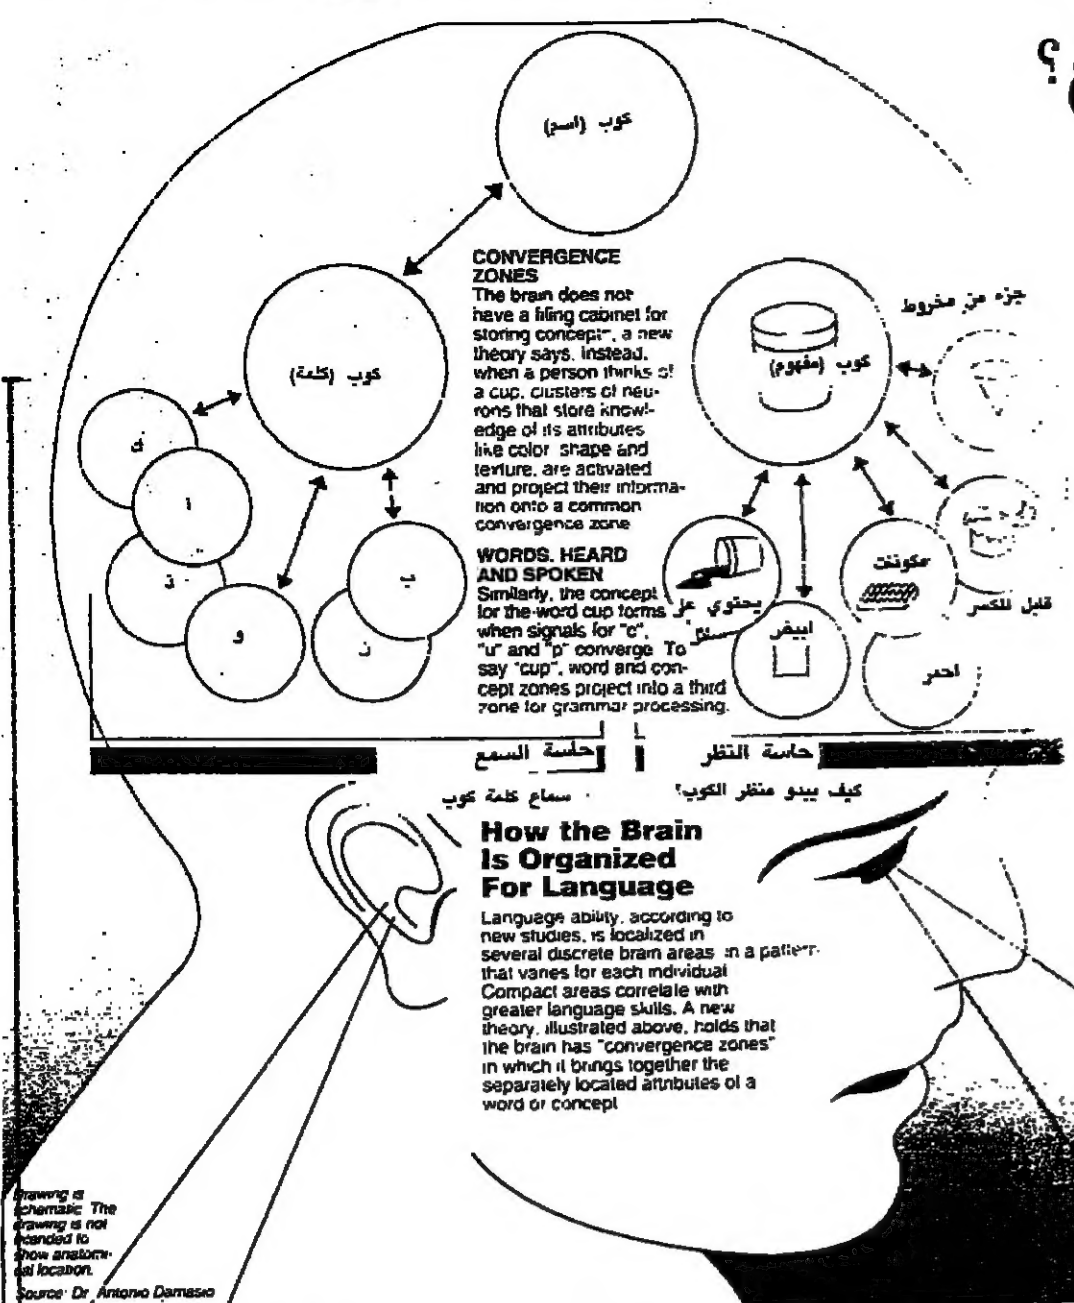 ؟
كوب (اسم)
CONVERGENCE
ZONES
The brain does not
have a filing cabinet for
storing concepts, a new
theory says. Instead,
when a person thinks of
a cup, clusters of neu-
rons that store knowl-
edge of its attributes
like color shape and
texture, are activated
and project their informa-
tion onto a common
convergence zone
WORDS, HEARD
AND SPOKEN
Similarly, the concept
for the word cup forms
when signals for "c",
"u" and "p" converge. To
say "cup", word and con-
cept zones project into a third
zone for grammar processing.
كوب (كلمة)
ا
و
ن
ب
كوب (مفهوم)
جزء من مخروط
يحتوي على
ابيض
قابل للكسر
احمر
حاسة السمع
سماع كلمة كوب
حاسة النظر
كيف يبدو منظر الكوب؟
How the Brain
Is Organized
For Language
Language ability, according to
new studies, is localized in
several discrete brain areas in a pattern
that varies for each individual
Compact areas correlate with
greater language skills. A new
theory, illustrated above, holds that
the brain has "convergence zones"
in which it brings together the
separately located attributes of a
word or concept
Drawing is
schematic The
drawing is not
intended to
show anatomi-
cal location.
Source: Dr. Antonio Damasio